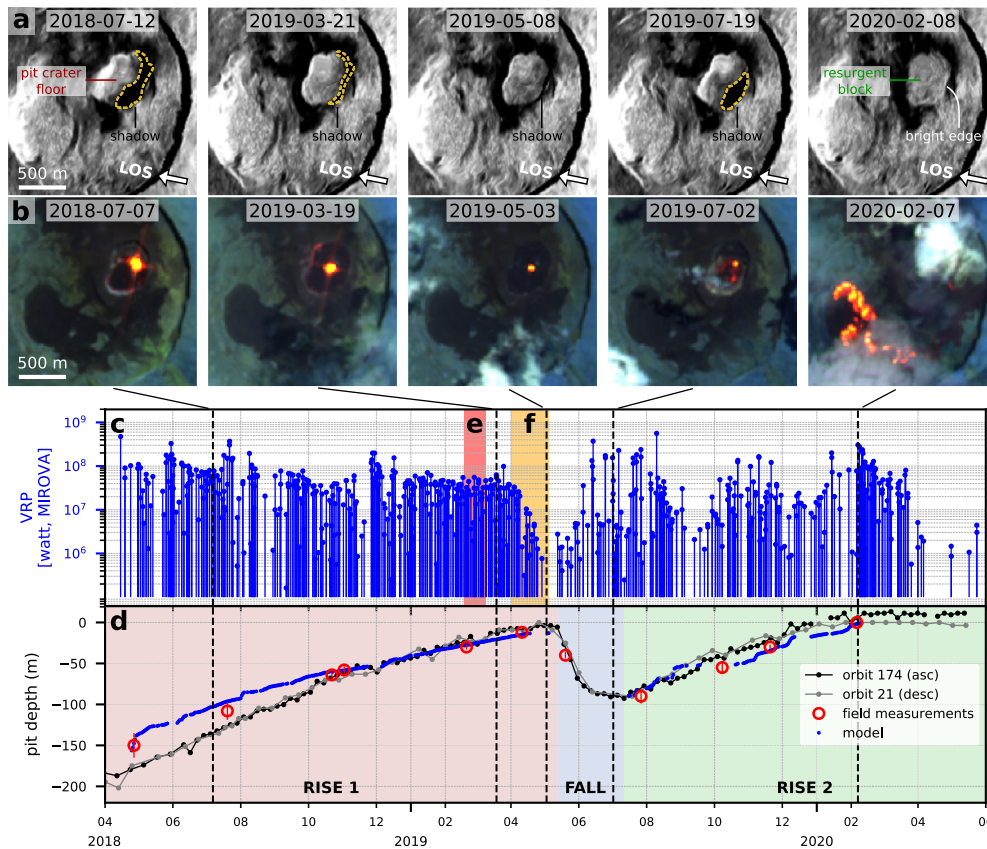 a
2018-07-12
2019-03-21
2019-05-08
2019-07-19
2020-02-08
pit crater
floor
shadow
LOS
500 m
shadow
LOS
shadow
LOS
shadow
LOS
resurgent
block
bright edge
LOS
b
2018-07-07
2019-03-19
2019-05-03
2019-07-02
2020-02-07
500 m
c
e
f
VRP
[watt, MIROVA]
10⁹
10⁸
10⁷
10⁶
d
pit depth (m)
0
−50
−100
−150
−200
orbit 174 (asc)
orbit 21 (desc)
field measurements
model
RISE 1
FALL
RISE 2
04 06 08 10 12 02 04 06 08 10 12 02 04 06
2018 2019 2020